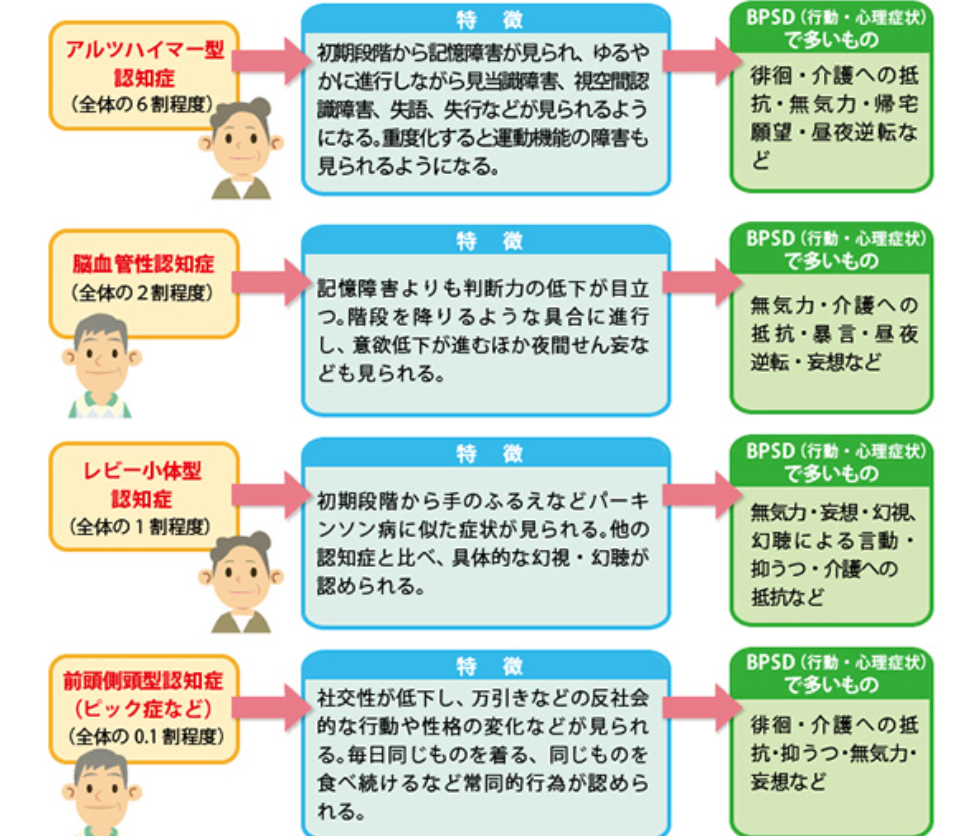 アルツハイマー型
認知症
（全体の6割程度）
特　徴
初期段階から記憶障害が見られ、ゆるや
かに進行しながら見当識障害、視空間認
識障害、失語、失行などが見られるよう
になる。重度化すると運動機能の障害も
見られるようになる。
BPSD（行動・心理症状）
で多いもの
徘徊・介護への抵
抗・無気力・帰宅
願望・昼夜逆転な
ど
脳血管性認知症
（全体の2割程度）
特　徴
記憶障害よりも判断力の低下が目立
つ。階段を降りるような具合に進行
し、意欲低下が進むほか夜間せん妄な
ども見られる。
BPSD（行動・心理症状）
で多いもの
無気力・介護への
抵抗・暴言・昼夜
逆転・妄想など
レビー小体型
認知症
（全体の1割程度）
特　徴
初期段階から手のふるえなどパーキ
ンソン病に似た症状が見られる。他の
認知症と比べ、具体的な幻視・幻聴が
認められる。
BPSD（行動・心理症状）
で多いもの
無気力・妄想・幻視、
幻聴による言動・
抑うつ・介護への
抵抗など
前頭側頭型認知症
（ピック症など）
（全体の0.1割程度）
特　徴
社交性が低下し、万引きなどの反社会
的な行動や性格の変化などが見られ
る。毎日同じものを着る、同じものを
食べ続けるなど常同的行為が認めら
れる。
BPSD（行動・心理症状）
で多いもの
徘徊・介護への抵
抗・抑うつ・無気力・
妄想など